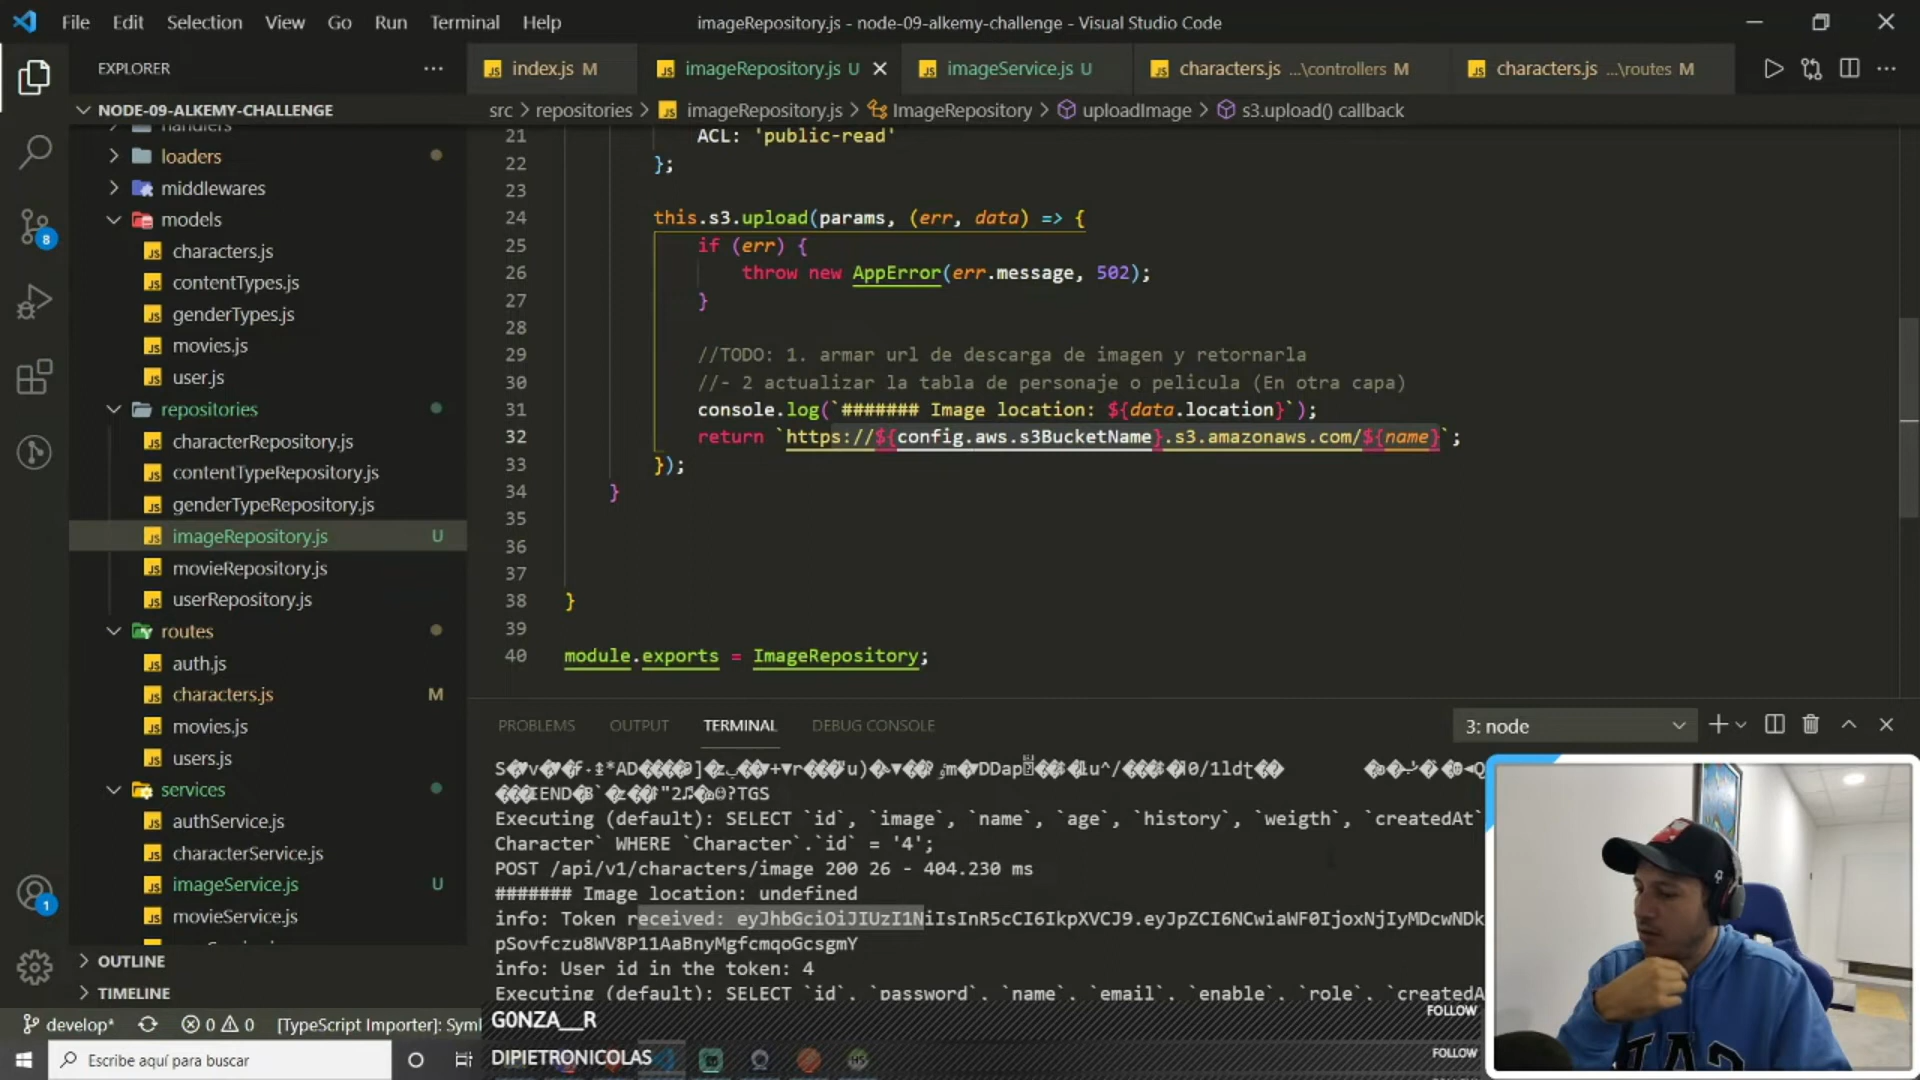 File Edit Selection View Go Run Terminal Help
imageRepository.js - node-09-alkemy-challenge - Visual Studio Code
EXPLORER
index.js M
imageRepository.js U
imageService.js U
characters.js ...\controllers M
characters.js ...\routes M
NODE-09-ALKEMY-CHALLENGE
src > repositories > imageRepository.js > ImageRepository > uploadImage > s3.upload() callback
handlers
loaders
middlewares
models
characters.js
contentTypes.js
genderTypes.js
movies.js
user.js
repositories
characterRepository.js
contentTypeRepository.js
genderTypeRepository.js
imageRepository.js U
movieRepository.js
userRepository.js
routes
auth.js
characters.js M
movies.js
users.js
services
authService.js
characterService.js
imageService.js U
movieService.js
OUTLINE
TIMELINE
8
1
21 ACL: 'public-read'
22 };
23
24 this.s3.upload(params, (err, data) => {
25 if (err) {
26 throw new AppError(err.message, 502);
27 }
28
29 //TODO: 1. armar url de descarga de imagen y retornarla
30 //- 2 actualizar la tabla de personaje o pelicula (En otra capa)
31 console.log(`####### Image location: ${data.location}`);
32 return `https://${config.aws.s3BucketName}.s3.amazonaws.com/${name}`;
33 });
34 }
35
36
37
38 }
39
40 module.exports = ImageRepository;
PROBLEMS OUTPUT TERMINAL DEBUG CONSOLE
3: node
Executing (default): SELECT `id`, `image`, `name`, `age`, `history`, `weigth`, `createdAt`
Character` WHERE `Character`.`id` = '4';
POST /api/v1/characters/image 200 26 - 404.230 ms
####### Image location: undefined
info: Token received: eyJhbGciOiJIUzI1NiIsInR5cCI6IkpXVCJ9.eyJpZCI6NCwiaWF0IjoxNjIyMDcwNDk
pSovfczu8WV8P11AaBnyMgfcmqoGcsgmY
info: User id in the token: 4
Executing (default): SELECT `id`, `password`, `name`, `email`, `enable`, `role`, `createdA
develop* 0 0 [TypeScript Importer]: Symb
G0NZA__R FOLLOW
Escribe aquí para buscar
DIPIETRONICOLAS FOLLOW